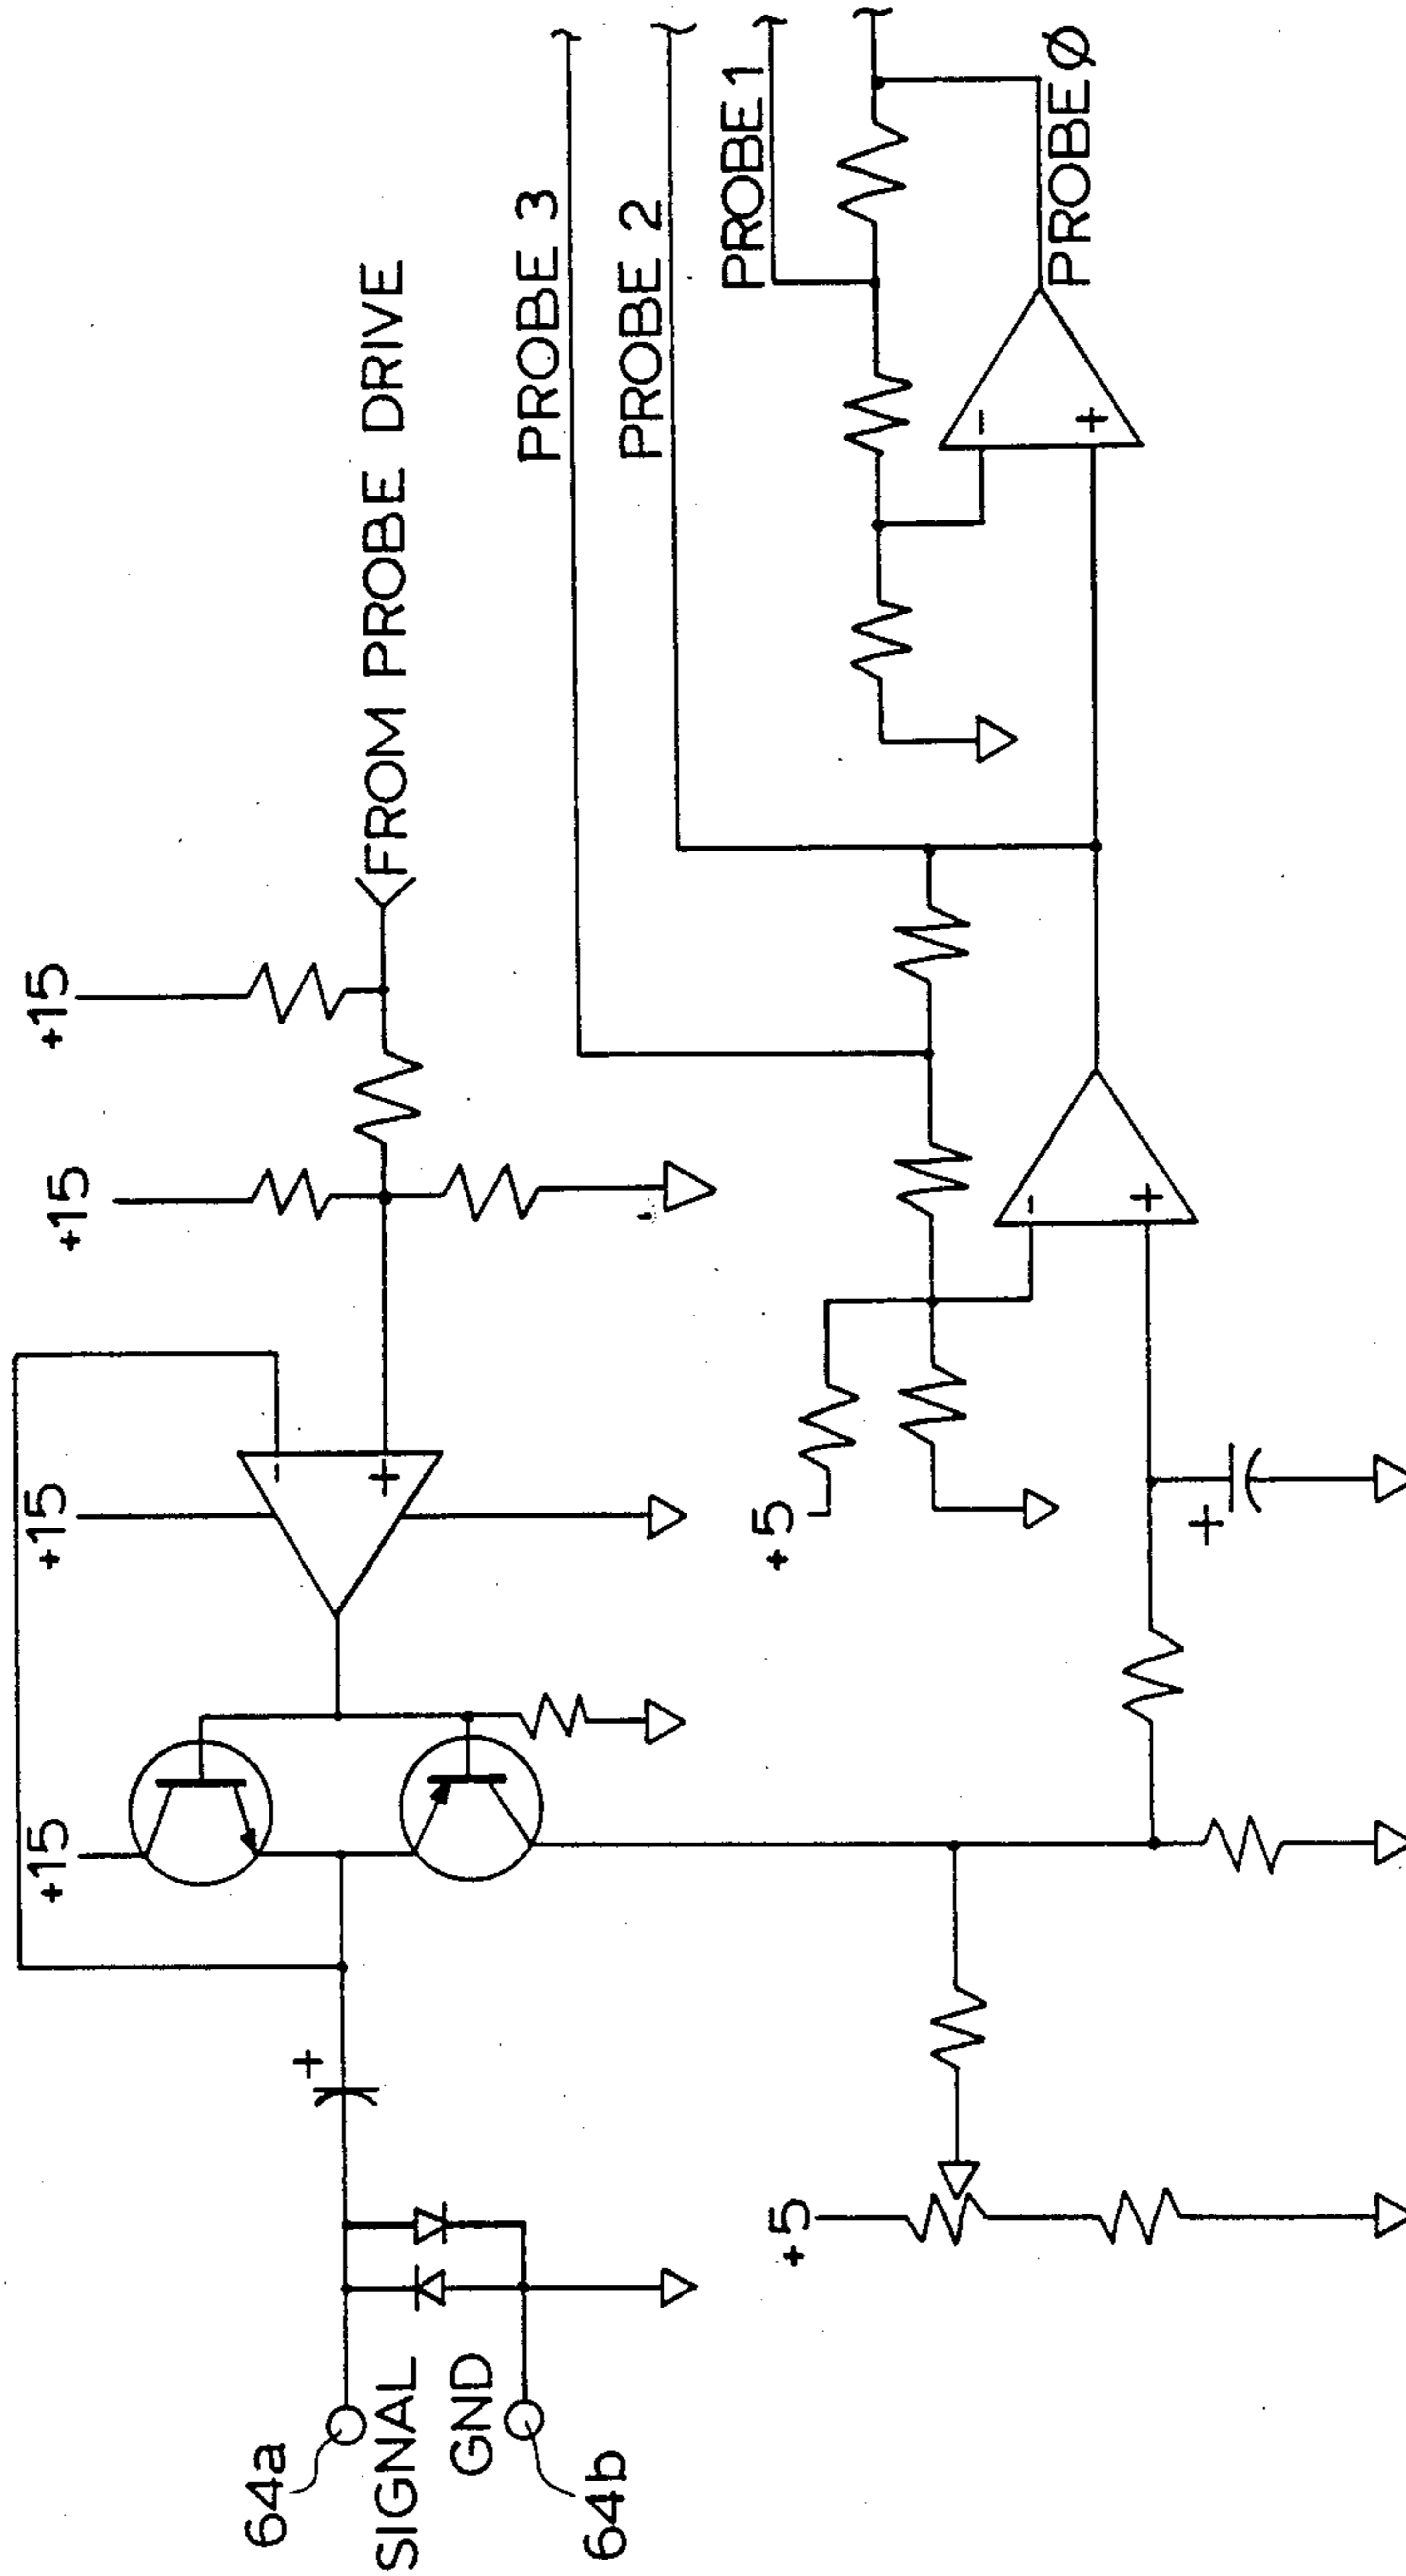 +15
+15
+15
+15
FROM PROBE DRIVE
+
-
+
64a
SIGNAL
GND
64b
PROBE 3
PROBE 2
PROBE 1
PROBE Ø
+5
-
+
-
+
+
+5